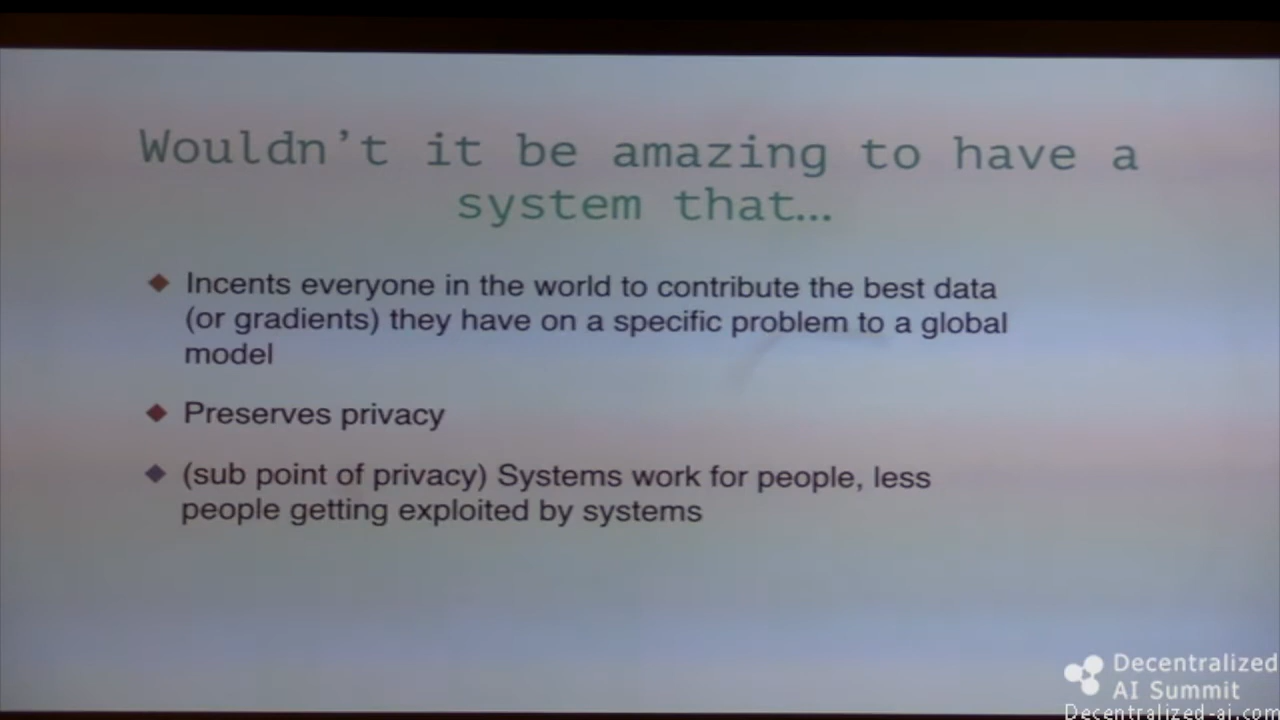 Wouldn't it be amazing to have a
system that...
Incents everyone in the world to contribute the best data
(or gradients) they have on a specific problem to a global
model
Preserves privacy
(sub point of privacy) Systems work for people, less
people getting exploited by systems
Decentralized
AI Summit
Decentralized-ai.com